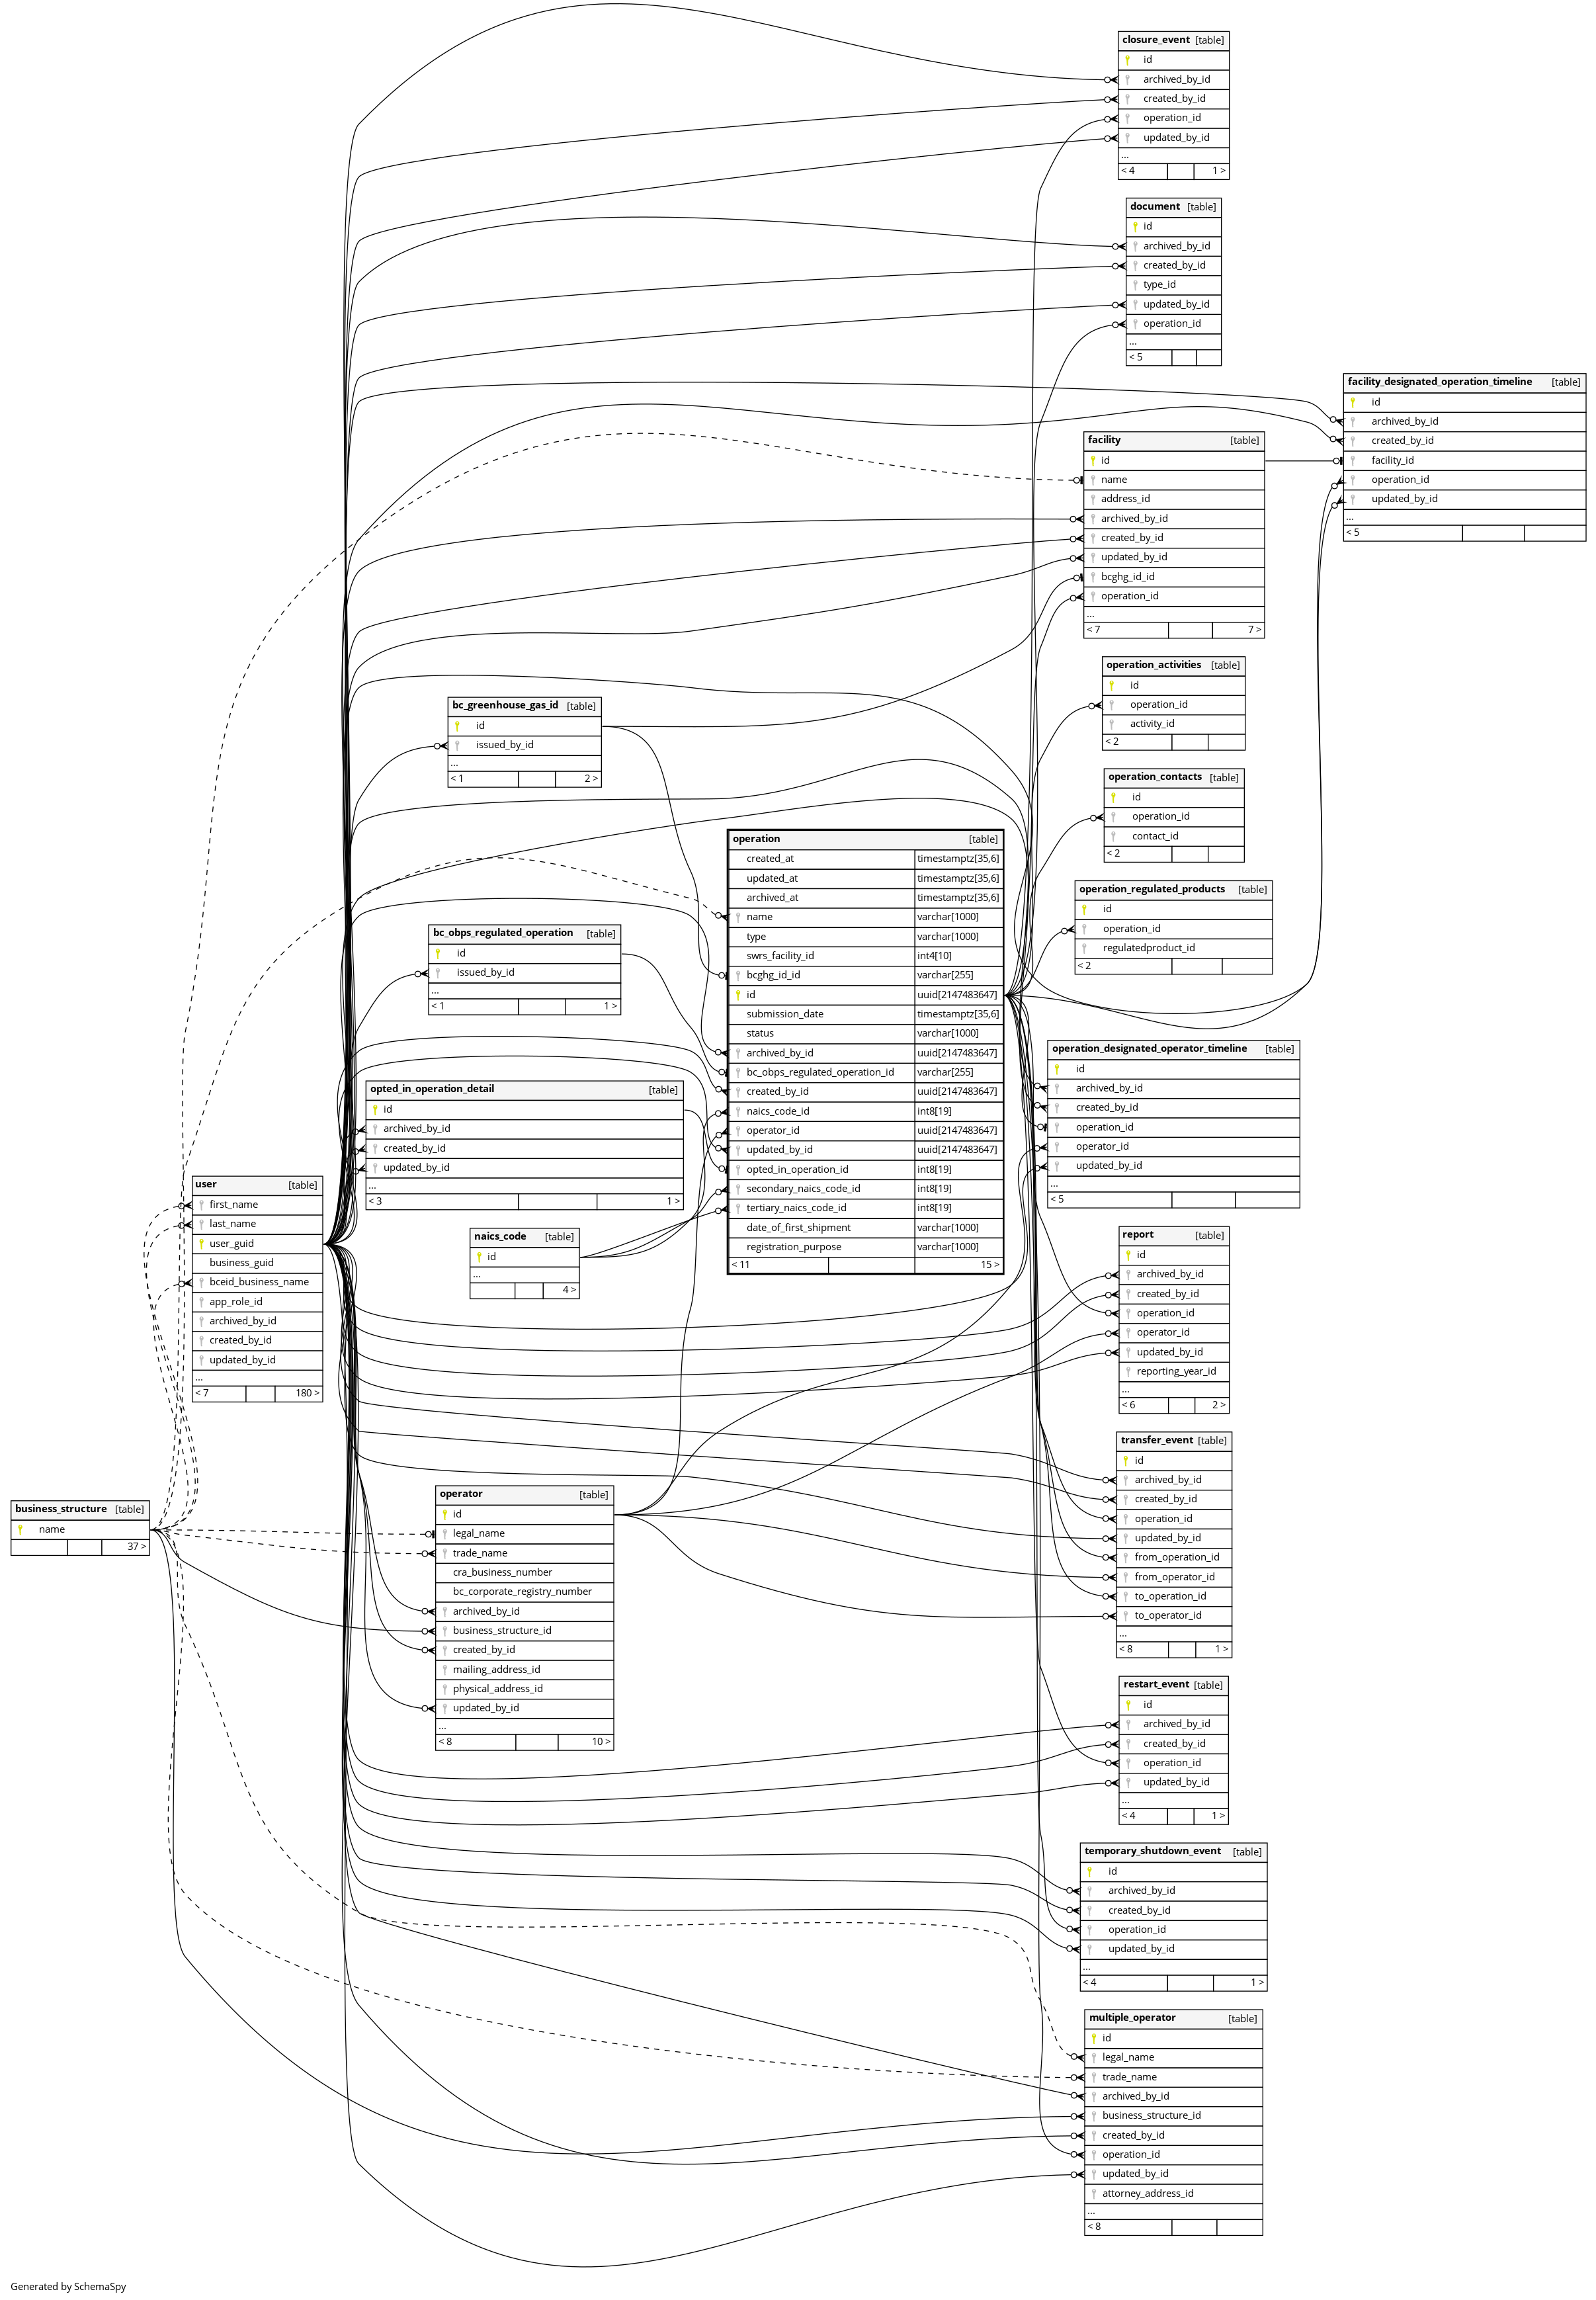 closure_event [table]
id
archived_by_id
created_by_id
operation_id
updated_by_id
...
< 4 1 >
document [table]
id
archived_by_id
created_by_id
type_id
updated_by_id
operation_id
...
< 5
facility_designated_operation_timeline [table]
id
archived_by_id
created_by_id
facility_id
operation_id
updated_by_id
...
< 5
facility [table]
id
name
address_id
archived_by_id
created_by_id
updated_by_id
bcghg_id_id
operation_id
...
< 7 7 >
operation_activities [table]
id
operation_id
activity_id
< 2
bc_greenhouse_gas_id [table]
id
issued_by_id
...
< 1 2 >
operation_contacts [table]
id
operation_id
contact_id
< 2
operation [table]
created_at timestamptz[35,6]
updated_at timestamptz[35,6]
archived_at timestamptz[35,6]
name varchar[1000]
type varchar[1000]
swrs_facility_id int4[10]
bcghg_id_id varchar[255]
id uuid[2147483647]
submission_date timestamptz[35,6]
status varchar[1000]
archived_by_id uuid[2147483647]
bc_obps_regulated_operation_id varchar[255]
created_by_id uuid[2147483647]
naics_code_id int8[19]
operator_id uuid[2147483647]
updated_by_id uuid[2147483647]
opted_in_operation_id int8[19]
secondary_naics_code_id int8[19]
tertiary_naics_code_id int8[19]
date_of_first_shipment varchar[1000]
registration_purpose varchar[1000]
< 11 15 >
operation_regulated_products [table]
id
operation_id
regulatedproduct_id
< 2
bc_obps_regulated_operation [table]
id
issued_by_id
...
< 1 1 >
operation_designated_operator_timeline [table]
id
archived_by_id
created_by_id
operation_id
operator_id
updated_by_id
...
< 5
opted_in_operation_detail [table]
id
archived_by_id
created_by_id
updated_by_id
...
< 3 1 >
user [table]
first_name
last_name
user_guid
business_guid
bceid_business_name
app_role_id
archived_by_id
created_by_id
updated_by_id
...
< 7 180 >
naics_code [table]
id
...
4 >
report [table]
id
archived_by_id
created_by_id
operation_id
operator_id
updated_by_id
reporting_year_id
...
< 6 2 >
transfer_event [table]
id
archived_by_id
created_by_id
operation_id
updated_by_id
from_operation_id
from_operator_id
to_operation_id
to_operator_id
...
< 8 1 >
business_structure [table]
name
37 >
operator [table]
id
legal_name
trade_name
cra_business_number
bc_corporate_registry_number
archived_by_id
business_structure_id
created_by_id
mailing_address_id
physical_address_id
updated_by_id
...
< 8 10 >
restart_event [table]
id
archived_by_id
created_by_id
operation_id
updated_by_id
...
< 4 1 >
temporary_shutdown_event [table]
id
archived_by_id
created_by_id
operation_id
updated_by_id
...
< 4 1 >
multiple_operator [table]
id
legal_name
trade_name
archived_by_id
business_structure_id
created_by_id
operation_id
updated_by_id
attorney_address_id
...
< 8
Generated by SchemaSpy